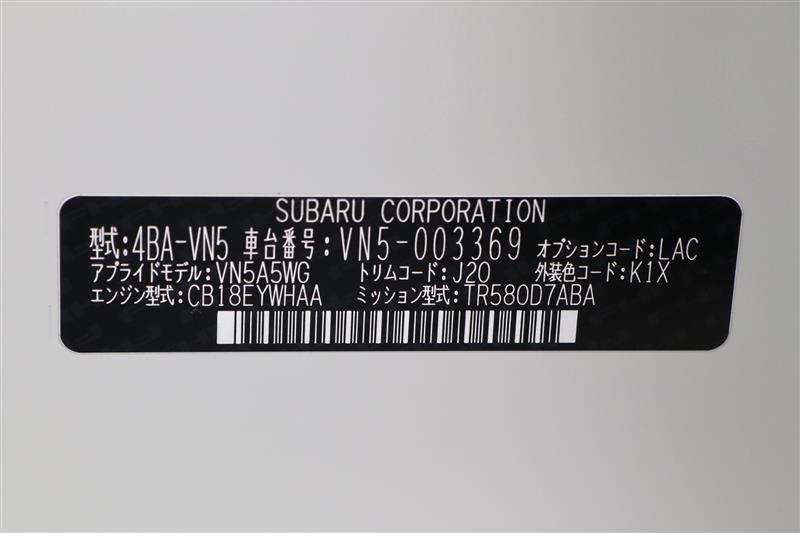 SUBARU CORPORATION
型式:4BA-VN5 車台番号:VN5-003369 オプションコード:LAC
アプライドモデル:VN5A5WG トリムコード:J20 外装色コード:K1X
エンジン型式:CB18EYWHAA ミッション型式:TR580D7ABA